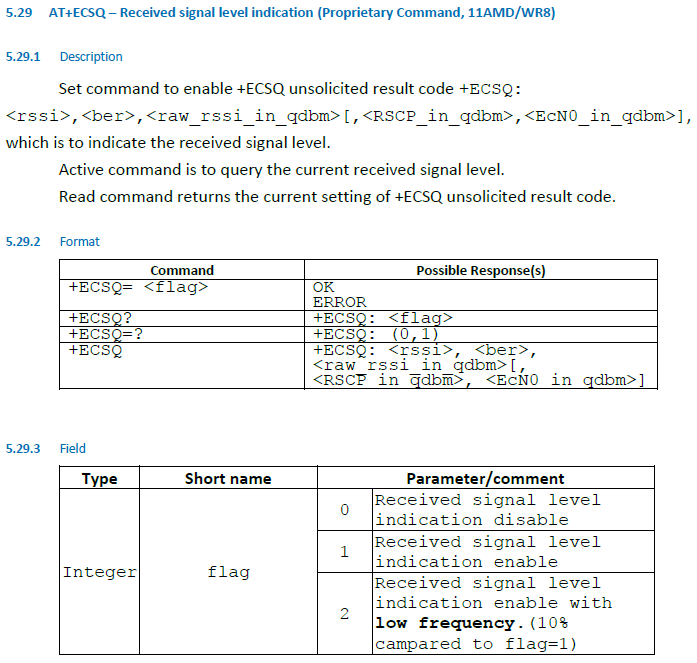 5.29 AT+ECSQ – Received signal level indication (Proprietary Command, 11AMD/WR8)
5.29.1 Description
Set command to enable +ECSQ unsolicited result code +ECSQ:
<rssi>,<ber>,<raw_rssi_in_qdbm>[,<RSCP_in_qdbm>,<EcN0_in_qdbm>],
which is to indicate the received signal level.
Active command is to query the current received signal level.
Read command returns the current setting of +ECSQ unsolicited result code.
5.29.2 Format
Command Possible Response(s)
+ECSQ= <flag> OK
ERROR
+ECSQ? +ECSQ: <flag>
+ECSQ=? +ECSQ: (0,1)
+ECSQ +ECSQ: <rssi>, <ber>,
<raw_rssi_in_qdbm>[,
<RSCP_in_qdbm>, <EcN0_in_qdbm>]
5.29.3 Field
Type Short name Parameter/comment
Integer flag 0 Received signal level
indication disable
1 Received signal level
indication enable
2 Received signal level
indication enable with
low frequency.(10%
campared to flag=1)